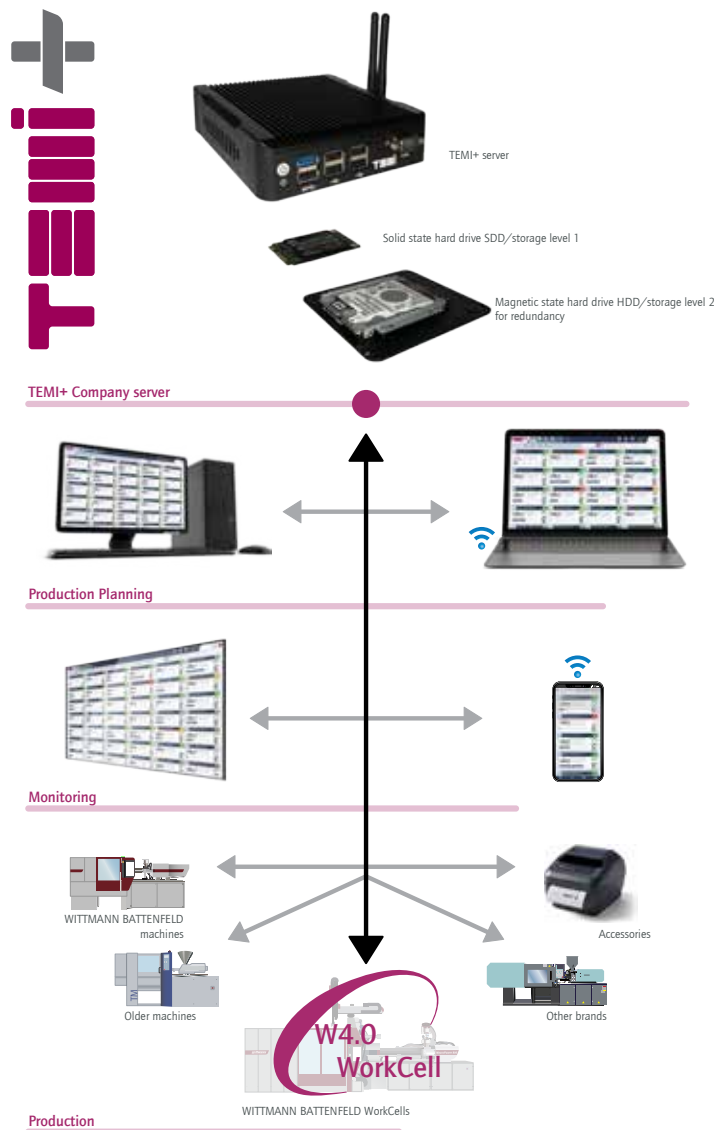 TEMI+
TEMI+ server
Solid state hard drive SDD/storage level 1
Magnetic state hard drive HDD/storage level 2
for redundancy
TEMI+ Company server
Production Planning
Monitoring
WITTMANN BATTENFELD
machines
Accessories
TM
Older machines
Other brands
W4.0
WorkCell
WITTMANN BATTENFELD WorkCells
Production